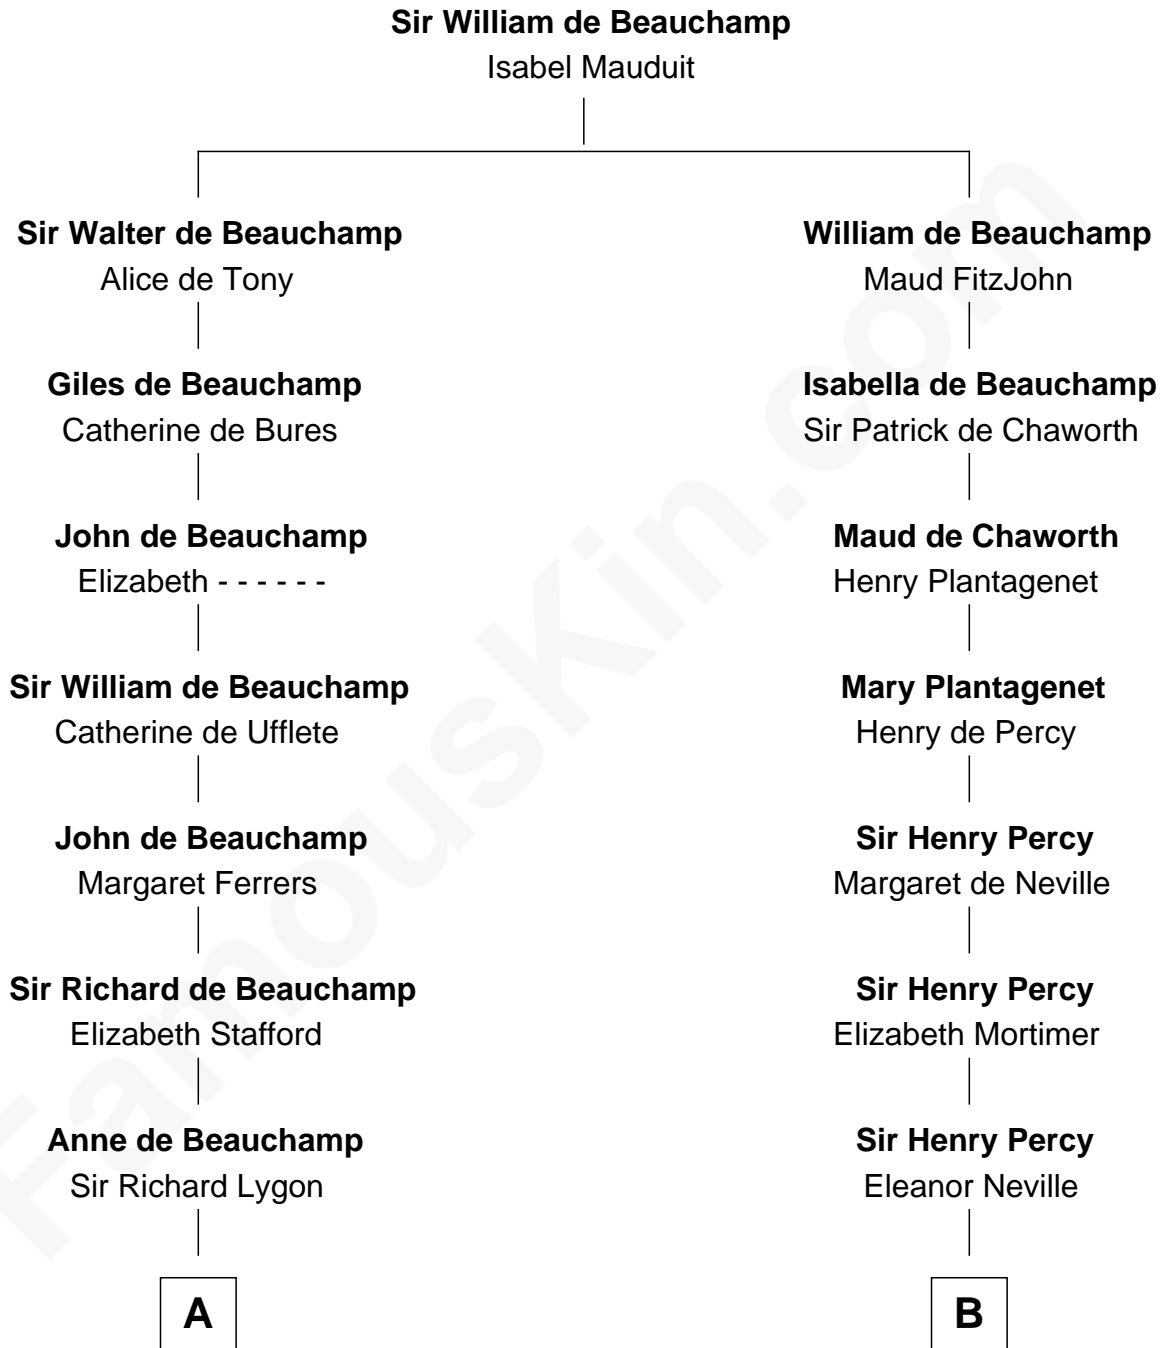 Sir William de Beauchamp
Isabel Mauduit
Sir Walter de Beauchamp
Alice de Tony
William de Beauchamp
Maud FitzJohn
Giles de Beauchamp
Catherine de Bures
Isabella de Beauchamp
Sir Patrick de Chaworth
John de Beauchamp
Elizabeth - - - - - -
Maud de Chaworth
Henry Plantagenet
Sir William de Beauchamp
Catherine de Ufflete
Mary Plantagenet
Henry de Percy
John de Beauchamp
Margaret Ferrers
Sir Henry Percy
Margaret de Neville
Sir Richard de Beauchamp
Elizabeth Stafford
Sir Henry Percy
Elizabeth Mortimer
Anne de Beauchamp
Sir Richard Lygon
Sir Henry Percy
Eleanor Neville
A
B
FamousKin.com